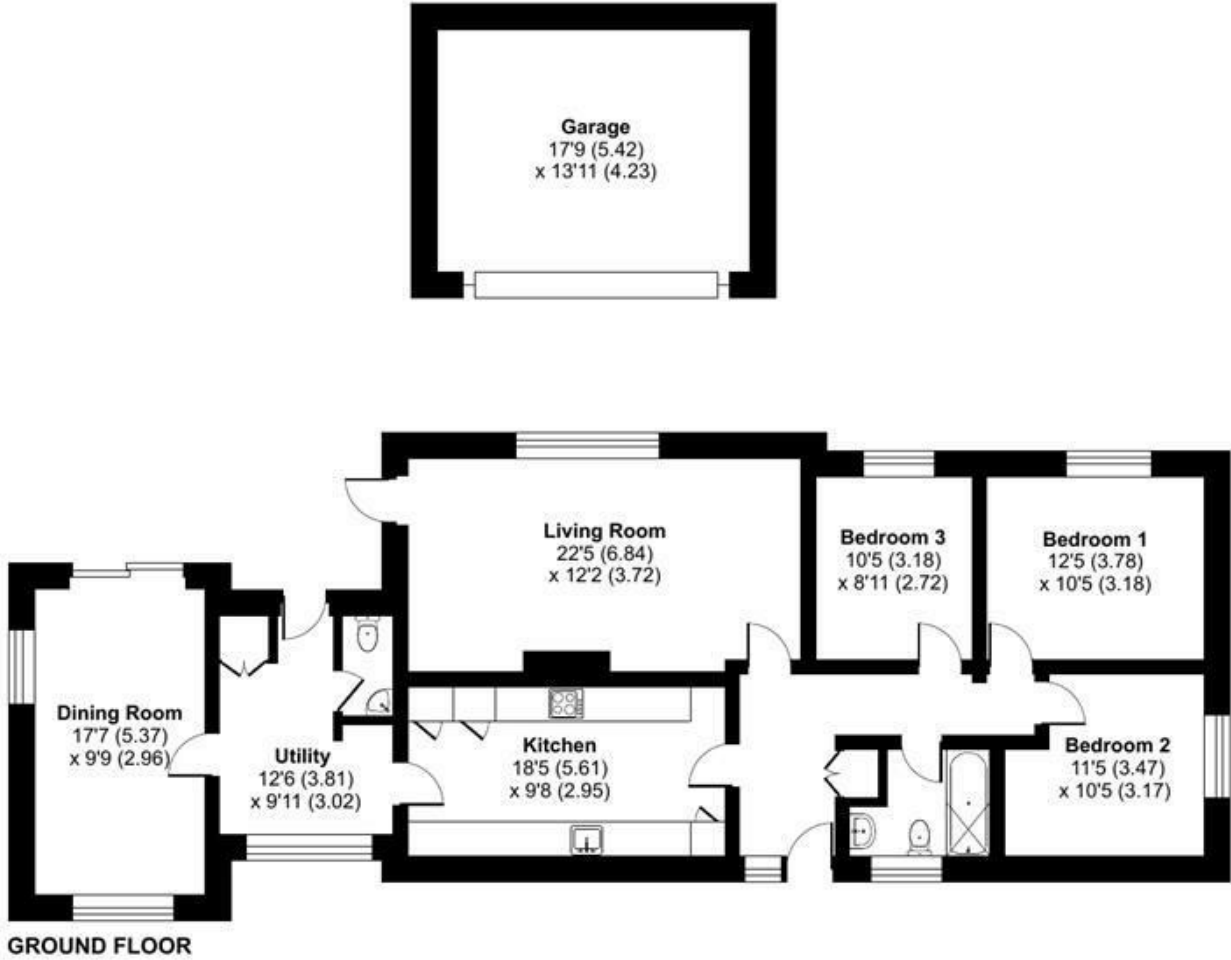 Garage
17'9 (5.42)
x 13'11 (4.23)
Living Room
22'5 (6.84)
x 12'2 (3.72)
Bedroom 3
10'5 (3.18)
x 8'11 (2.72)
Bedroom 1
12'5 (3.78)
x 10'5 (3.18)
Dining Room
17'7 (5.37)
x 9'9 (2.96)
Utility
12'6 (3.81)
x 9'11 (3.02)
Kitchen
18'5 (5.61)
x 9'8 (2.95)
Bedroom 2
11'5 (3.47)
x 10'5 (3.17)
GROUND FLOOR